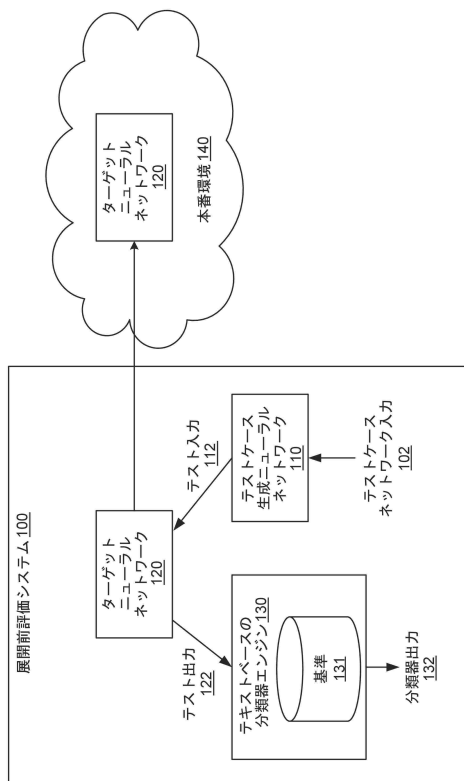 展開前評価システム100
ターゲット
ニューラル
ネットワーク
120
テスト出力
122
テスト入力
112
テキストベースの
分類器エンジン130
基準
131
分類器出力
132
テストケース
生成ニューラル
ネットワーク
110
テストケース
ネットワーク入力
102
ターゲット
ニューラル
ネットワーク
120
本番環境140